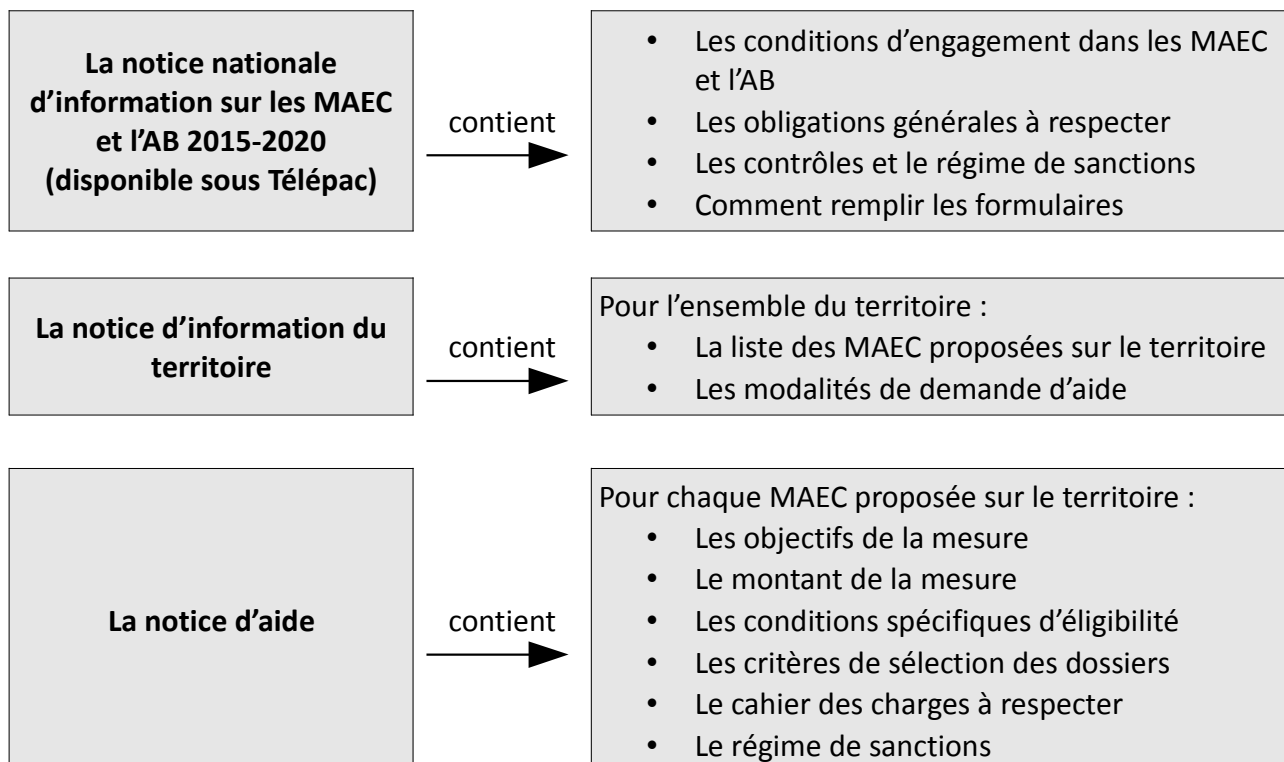 La notice nationale
d'information sur les MAEC
et l'AB 2015-2020
(disponible sous Télépac)
contient
• Les conditions d'engagement dans les MAEC
et l'AB
• Les obligations générales à respecter
• Les contrôles et le régime de sanctions
• Comment remplir les formulaires
La notice d'information du
territoire
contient
Pour l'ensemble du territoire :
• La liste des MAEC proposées sur le territoire
• Les modalités de demande d'aide
La notice d'aide
contient
Pour chaque MAEC proposée sur le territoire :
• Les objectifs de la mesure
• Le montant de la mesure
• Les conditions spécifiques d'éligibilité
• Les critères de sélection des dossiers
• Le cahier des charges à respecter
• Le régime de sanctions